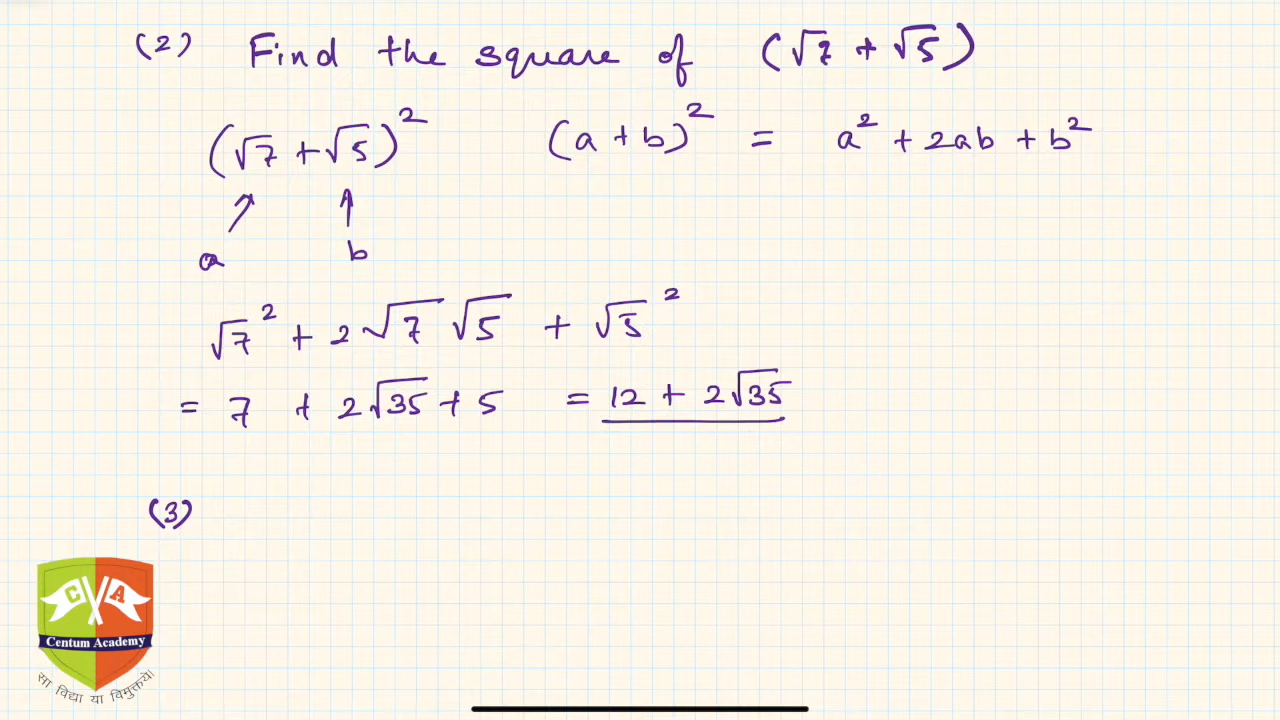 (2) Find the square of (√7 + √5)
(√7 + √5)² (a + b)² = a² + 2ab + b²
a b
√7² + 2√7 √5 + √5²
= 7 + 2√35 + 5 = 12 + 2√35
(3)
C A
Centum Academy
सा विद्या या विमुक्तये।